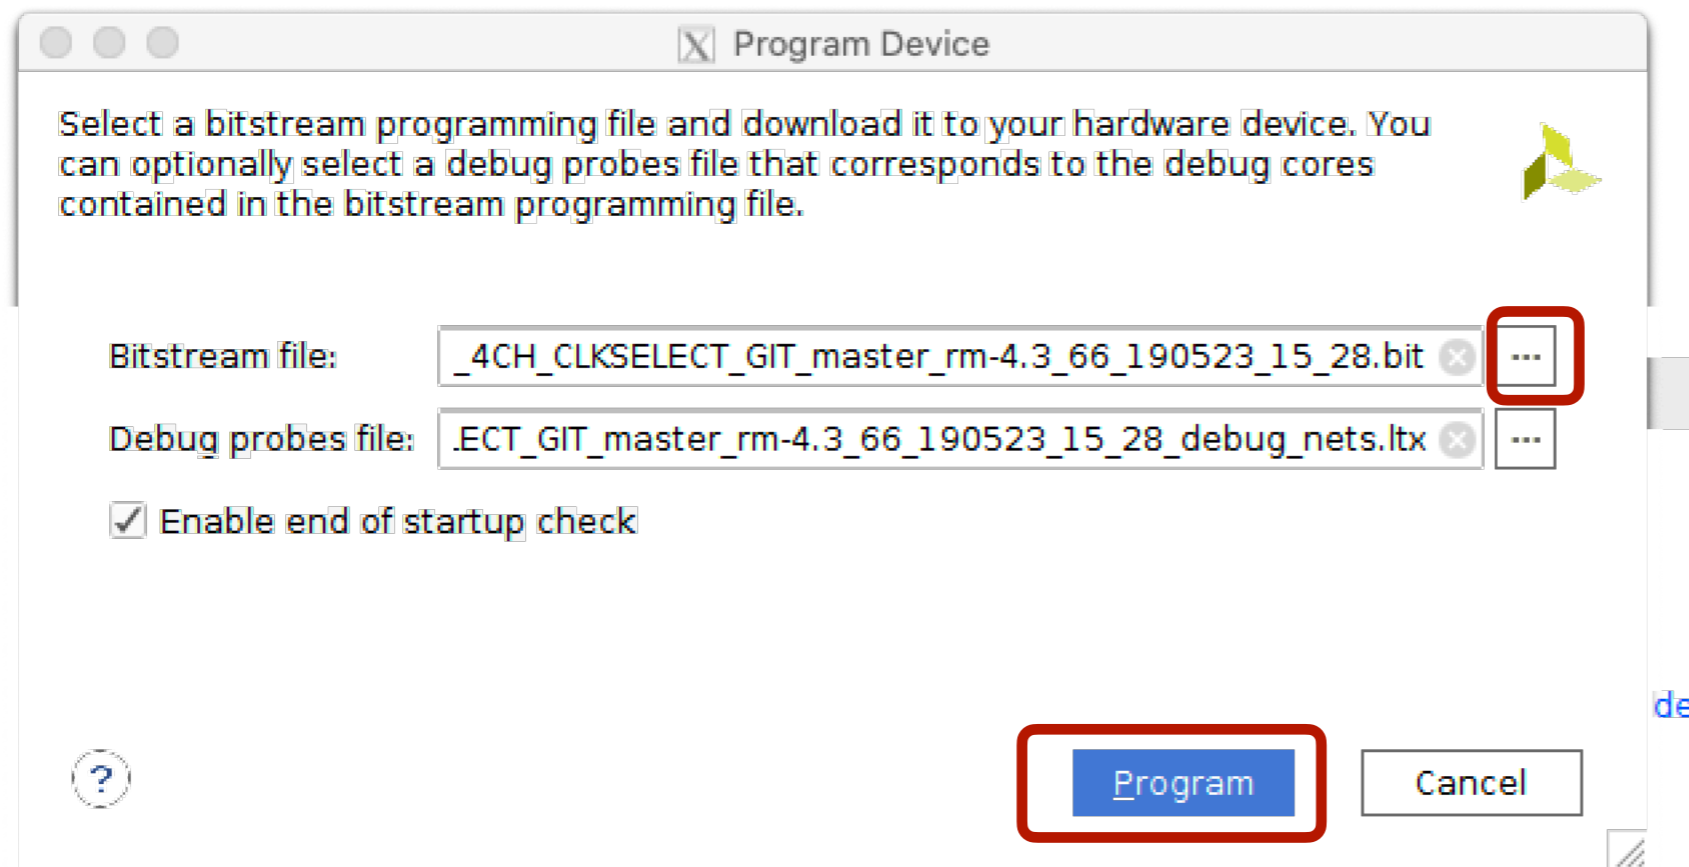 Program Device
Select a bitstream programming file and download it to your hardware device. You
can optionally select a debug probes file that corresponds to the debug cores
contained in the bitstream programming file.
Bitstream file: _4CH_CLKSELECT_GIT_master_rm-4.3_66_190523_15_28.bit ...
Debug probes file: .ECT_GIT_master_rm-4.3_66_190523_15_28_debug_nets.ltx ...
Enable end of startup check
de
? Program Cancel